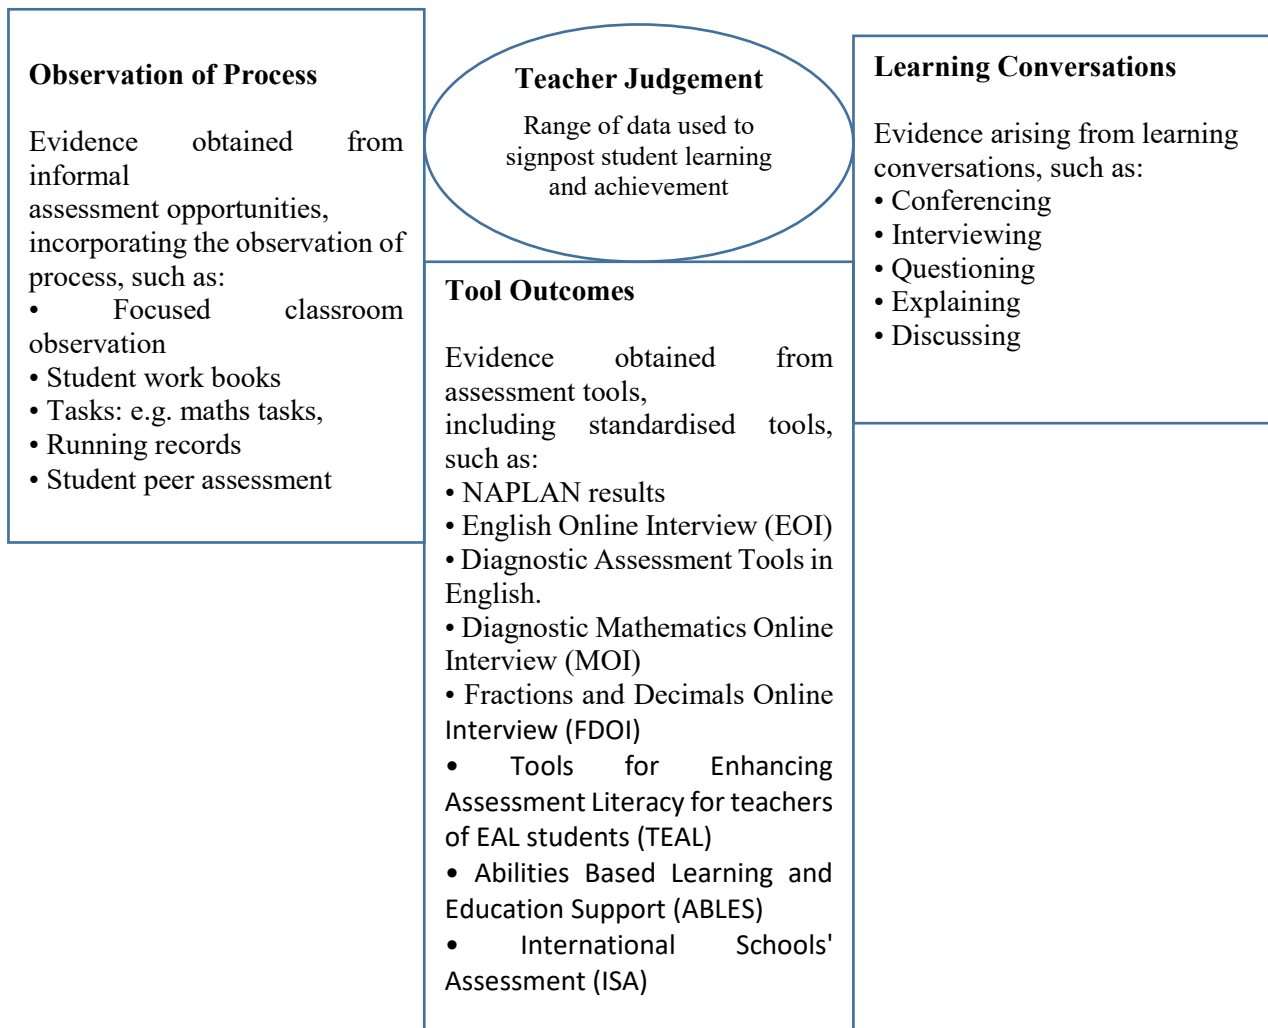 Observation of Process
Evidence obtained from
informal
assessment opportunities,
incorporating the observation of
process, such as:
• Focused classroom
observation
• Student work books
• Tasks: e.g. maths tasks,
• Running records
• Student peer assessment
Teacher Judgement
Range of data used to
signpost student learning
and achievement
Tool Outcomes
Evidence obtained from
assessment tools,
including standardised tools,
such as:
• NAPLAN results
• English Online Interview (EOI)
• Diagnostic Assessment Tools in
English.
• Diagnostic Mathematics Online
Interview (MOI)
• Fractions and Decimals Online
Interview (FDOI)
• Tools for Enhancing
Assessment Literacy for teachers
of EAL students (TEAL)
• Abilities Based Learning and
Education Support (ABLES)
• International Schools'
Assessment (ISA)
Learning Conversations
Evidence arising from learning
conversations, such as:
• Conferencing
• Interviewing
• Questioning
• Explaining
• Discussing